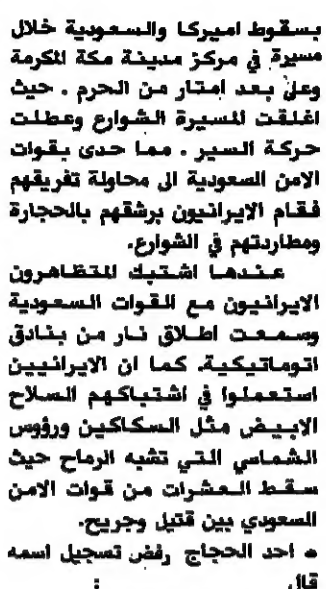 بسقوط اميركا والسعودية خلال
مسيرة في مركز مدينة مكة المكرمة
وعلى بعد امتار من الحرم . حيث
اغلقت المسيرة الشوارع وعطلت
حركة السير . مما حدى بقوات
الامن السعودية الى محاولة تفريقهم
فقام الايرانيون برشقهم بالحجارة
ومطاردتهم في الشوارع.
عندها اشتبك المتظاهرون
الايرانيون مع القوات السعودية
وسمعت اطلاق نار من بنادق
اتوماتيكية. كما ان الايرانيين
استعملوا في اشتباكهم السلاح
الابيض مثل السكاكين ورؤوس
الشماسي التي تشبه الرماح حيث
سقط العشرات من قوات الامن
السعودي بين قتيل وجريح.
• احد الحجاج رفض تسجيل اسمه
قال :